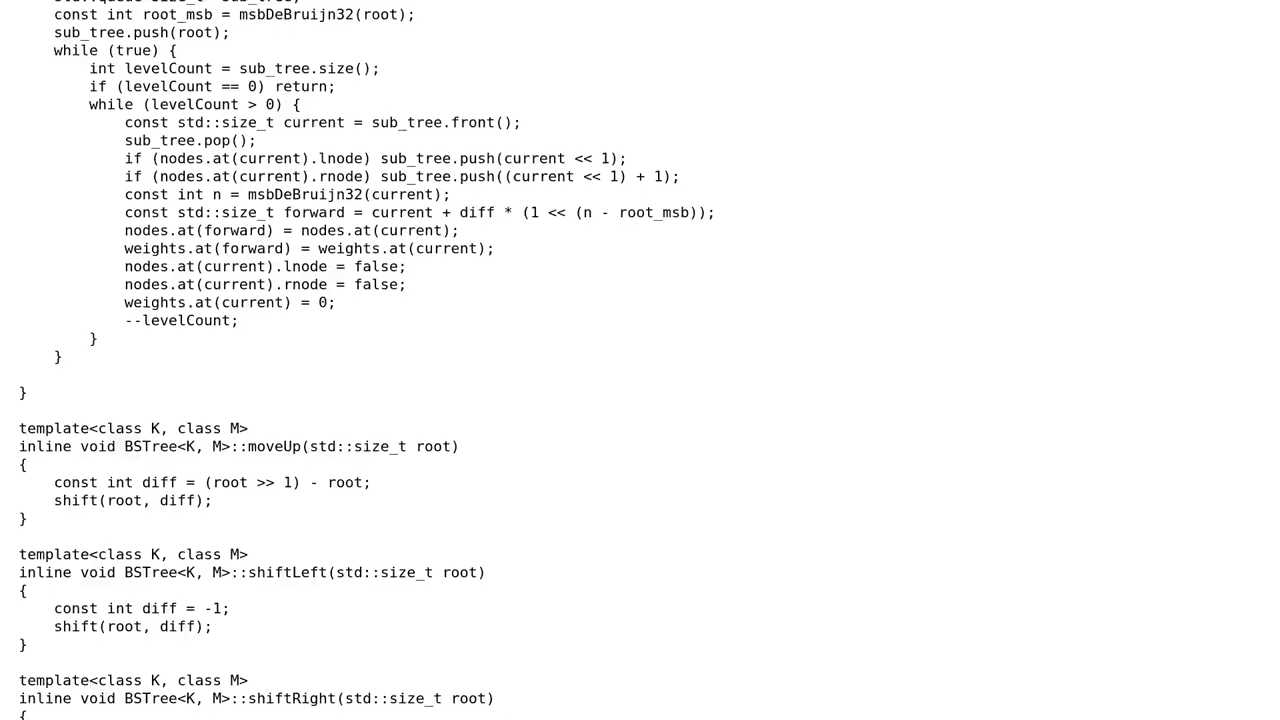 const int root_msb = msbDeBruijn32(root);
sub_tree.push(root);
while (true) {
int levelCount = sub_tree.size();
if (levelCount == 0) return;
while (levelCount > 0) {
const std::size_t current = sub_tree.front();
sub_tree.pop();
if (nodes.at(current).lnode) sub_tree.push(current << 1);
if (nodes.at(current).rnode) sub_tree.push((current << 1) + 1);
const int n = msbDeBruijn32(current);
const std::size_t forward = current + diff * (1 << (n - root_msb));
nodes.at(forward) = nodes.at(current);
weights.at(forward) = weights.at(current);
nodes.at(current).lnode = false;
nodes.at(current).rnode = false;
weights.at(current) = 0;
--levelCount;
}
}
}
template<class K, class M>
inline void BSTree<K, M>::moveUp(std::size_t root)
{
const int diff = (root >> 1) - root;
shift(root, diff);
}
template<class K, class M>
inline void BSTree<K, M>::shiftLeft(std::size_t root)
{
const int diff = -1;
shift(root, diff);
}
template<class K, class M>
inline void BSTree<K, M>::shiftRight(std::size_t root)
{